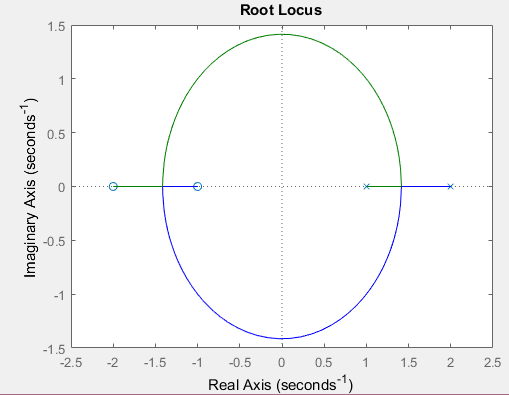 Root Locus
Imaginary Axis (seconds⁻¹)
1.5
1
0.5
0
-0.5
-1
-1.5
-2.5 -2 -1.5 -1 -0.5 0 0.5 1 1.5 2 2.5
Real Axis (seconds⁻¹)